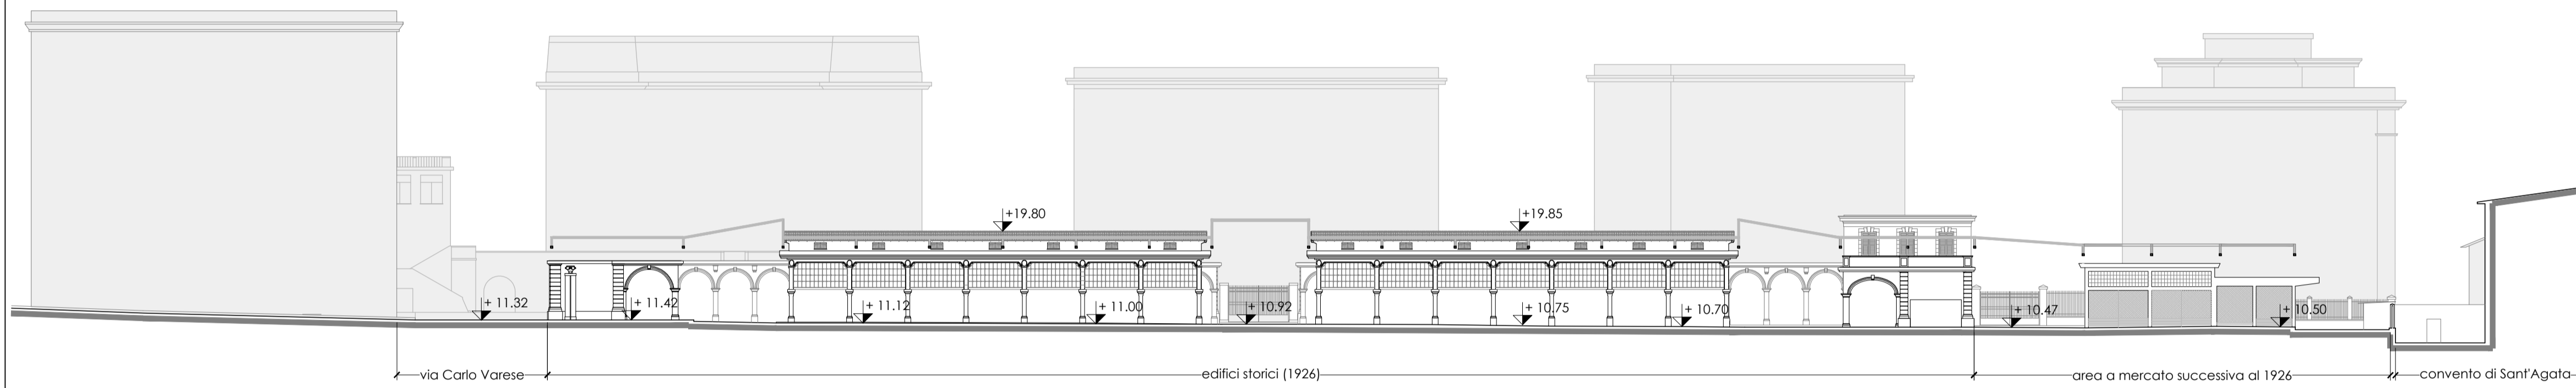 +19.80
+19.85
+ 11.32
+ 11.42
+ 11.12
+ 11.00
+ 10.92
+ 10.75
+ 10.70
+ 10.47
+ 10.50
via Carlo Varese
edifici storici (1926)
area a mercato successiva al 1926
convento di Sant'Agata